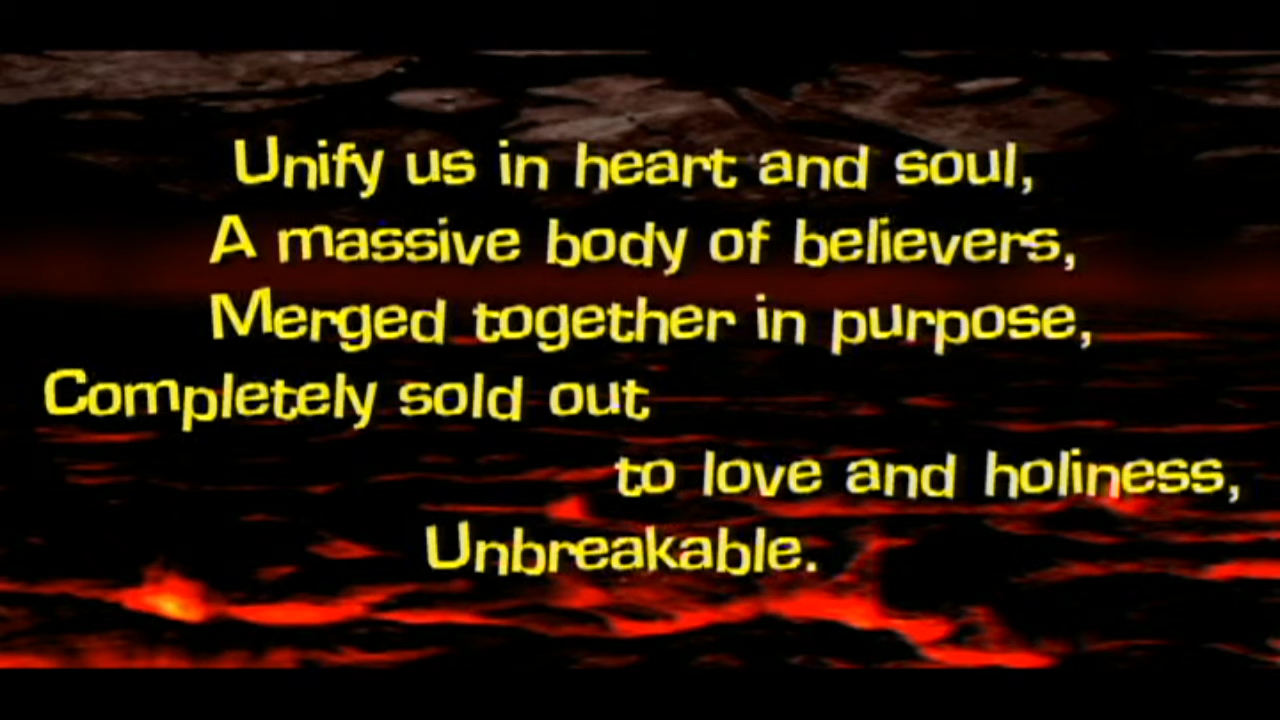 Unify us in heart and soul,
A massive body of believers,
Merged together in purpose,
Completely sold out
to love and holiness,
Unbreakable.